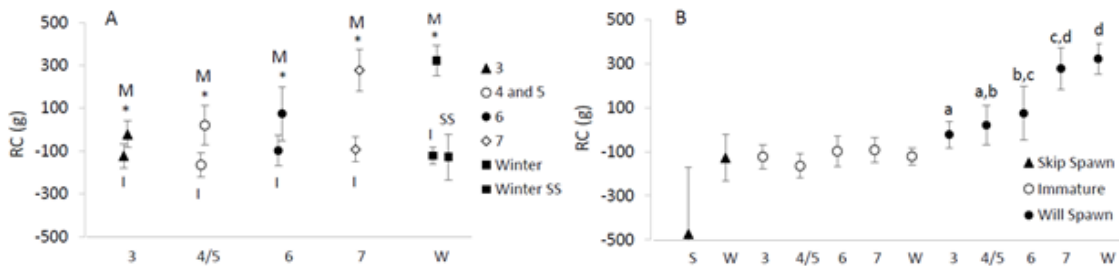 A
B
RC (g)
500
300
100
-100
-300
-500
M
*
M
*
M
*
M
*
M
*
I
I
I
I
I
SS
3
4/5
6
7
W
3
4 and 5
6
7
Winter
Winter SS
RC (g)
500
300
100
-100
-300
-500
a
a,b
b,c
c,d
d
Skip Spawn
Immature
Will Spawn
S W 3 4/5 6 7 W 3 4/5 6 7 W